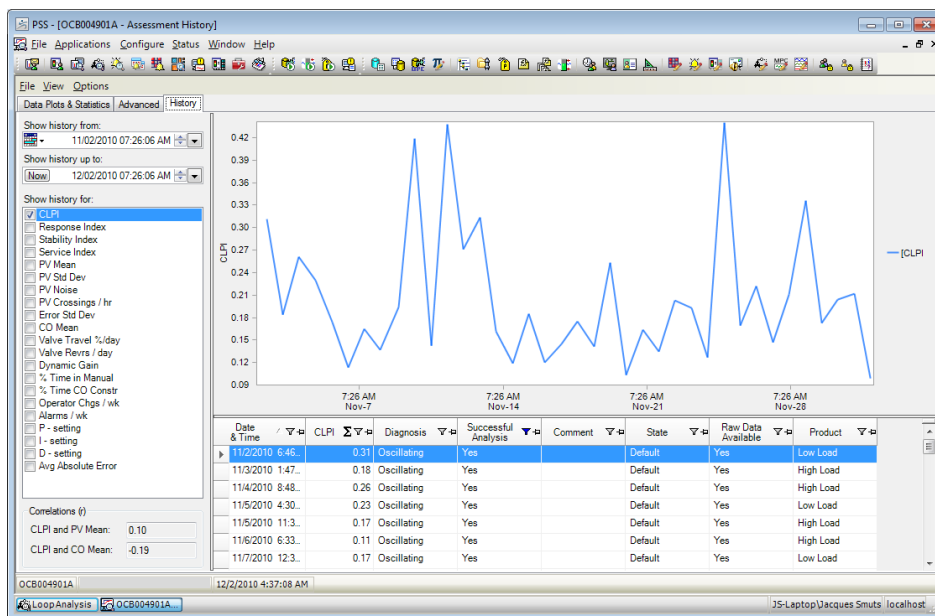 PSS - [OCB004901A - Assessment History]
File Applications Configure Status Window Help
File View Options
Data Plots & Statistics Advanced History
Show history from:
11/02/2010 07:26:06 AM
Show history up to:
Now 12/02/2010 07:26:06 AM
Show history for:
CLPI
Response Index
Stability Index
Service Index
PV Mean
PV Std Dev
PV Noise
PV Crossings / hr
Error Std Dev
CO Mean
Valve Travel %/day
Valve Revrs / day
Dynamic Gain
% Time in Manual
% Time CO Constr
Operator Chgs / wk
Alarms / wk
P - setting
I - setting
D - setting
Avg Absolute Error
Correlations (r)
CLPI and PV Mean: 0.10
CLPI and CO Mean: -0.19
0.42
0.39
0.36
0.33
0.30
0.27
0.24
0.21
0.18
0.15
0.12
0.09
CLPI
7:26 AM 7:26 AM 7:26 AM 7:26 AM
Nov-7 Nov-14 Nov-21 Nov-28
[CLPI
Date & Time CLPI Σ Diagnosis Successful Analysis Comment State Raw Data Available Product
11/2/2010 6:46... 0.31 Oscillating Yes Default Yes Low Load
11/3/2010 1:47... 0.18 Oscillating Yes Default Yes High Load
11/4/2010 8:48... 0.26 Oscillating Yes Default Yes High Load
11/5/2010 4:30... 0.23 Oscillating Yes Default Yes Low Load
11/5/2010 11:3... 0.17 Oscillating Yes Default Yes High Load
11/6/2010 6:33... 0.11 Oscillating Yes Default Yes High Load
11/7/2010 12:3... 0.17 Oscillating Yes Default Yes Low Load
OCB004901A 12/2/2010 4:37:08 AM
LoopAnalysis OCB004901A... JS-Laptop\Jacques Smuts localhost